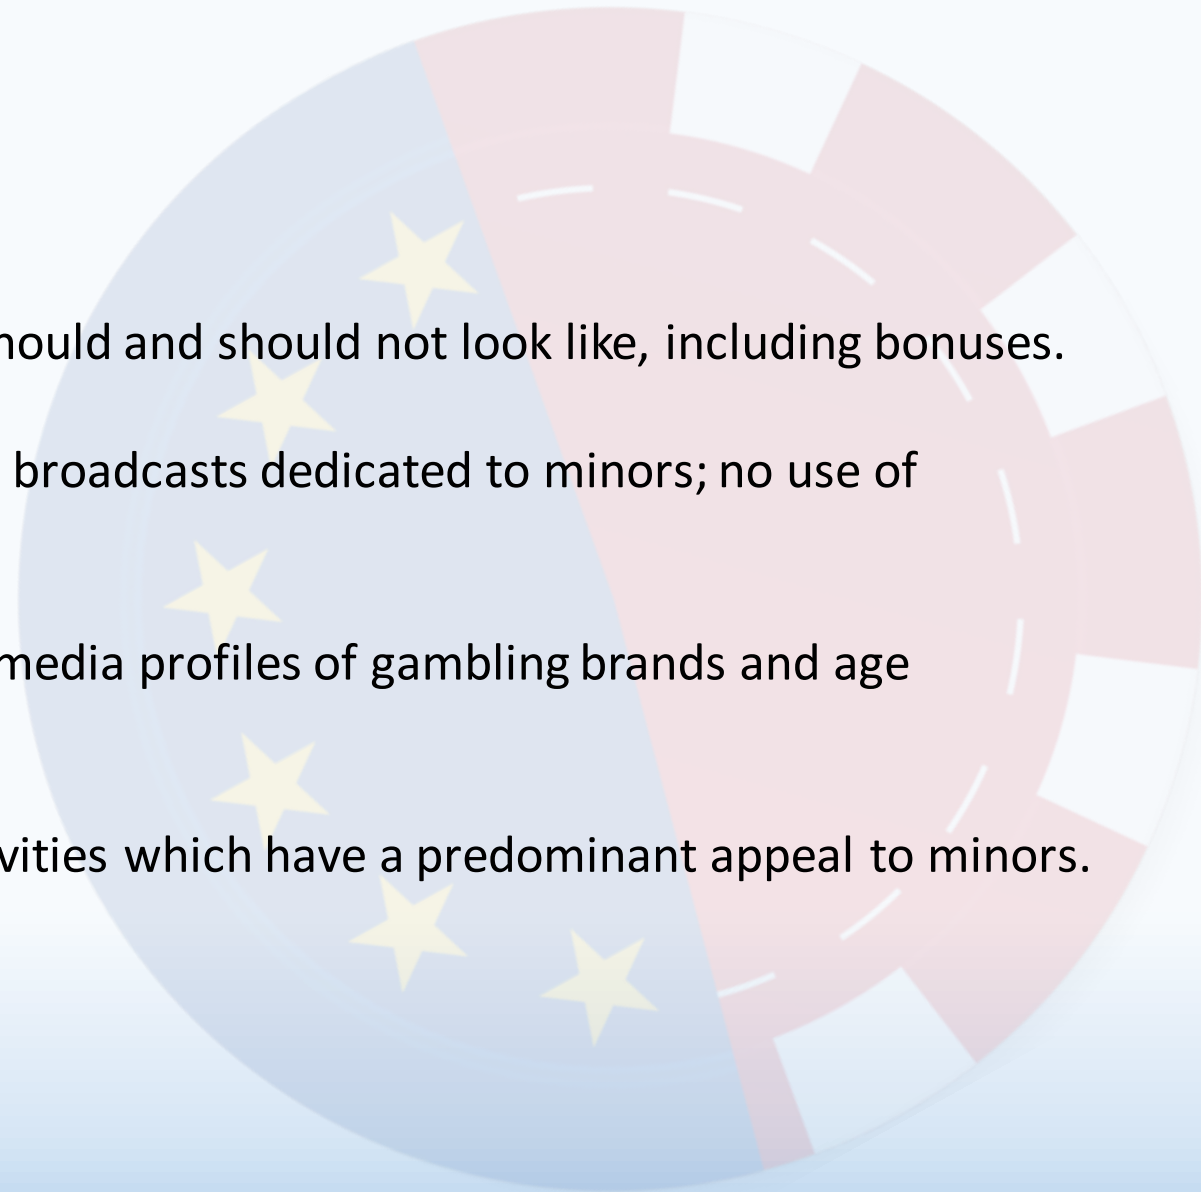 hould and should not look like, including bonuses.
broadcasts dedicated to minors; no use of
media profiles of gambling brands and age
vities which have a predominant appeal to minors.